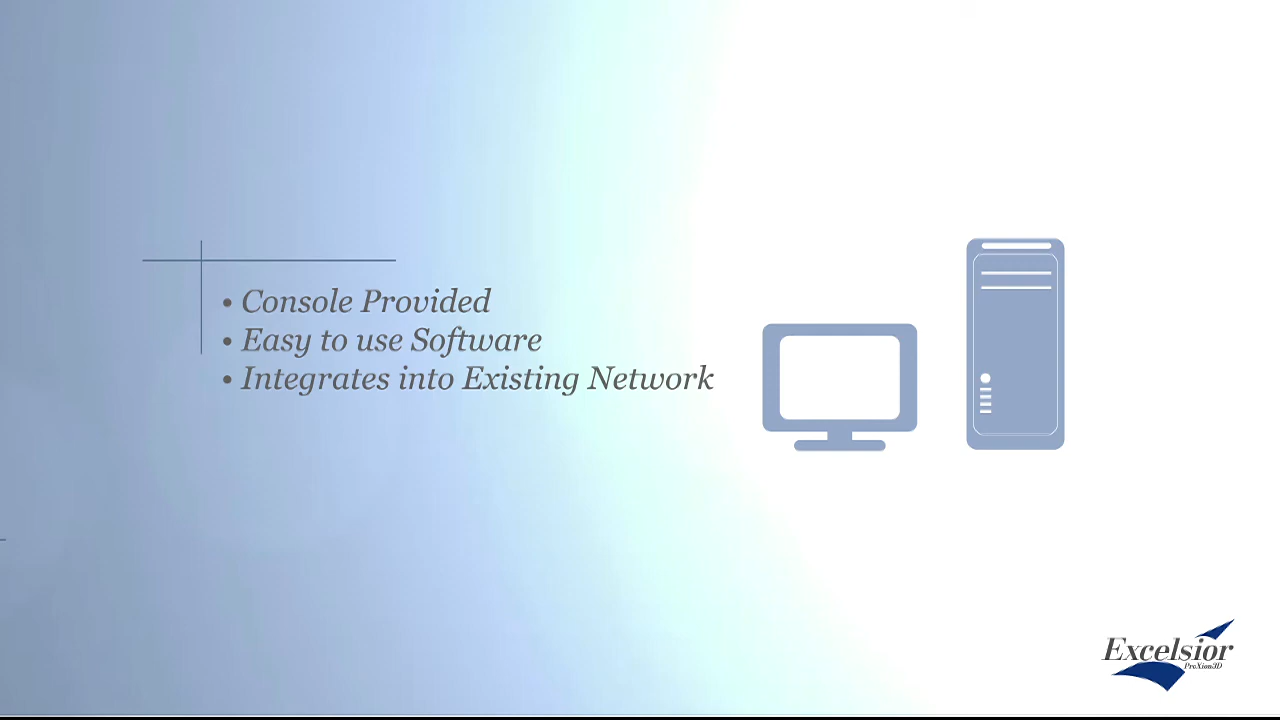 • Console Provided
• Easy to use Software
• Integrates into Existing Network
Excelsior
ProXion3D